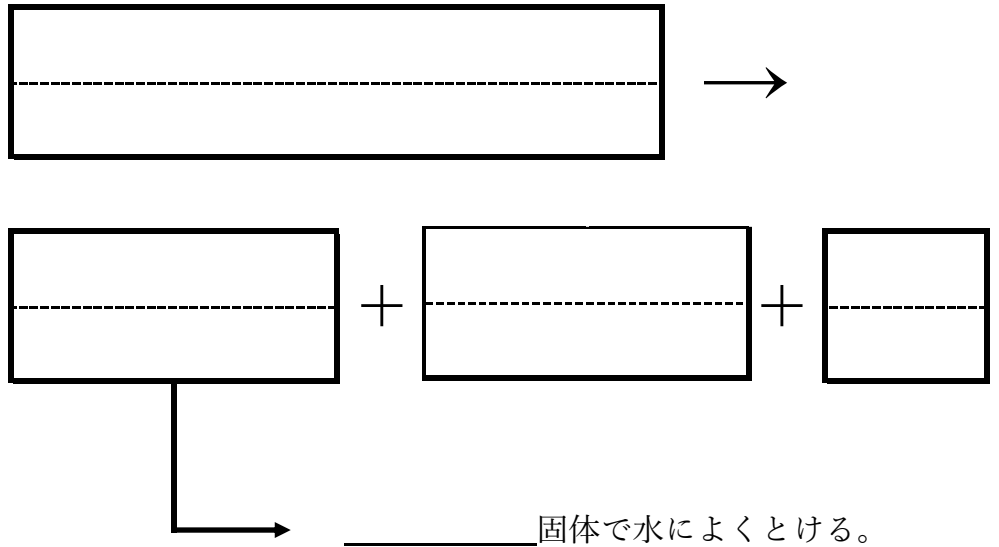 →
+ +
固体で水によくとける。